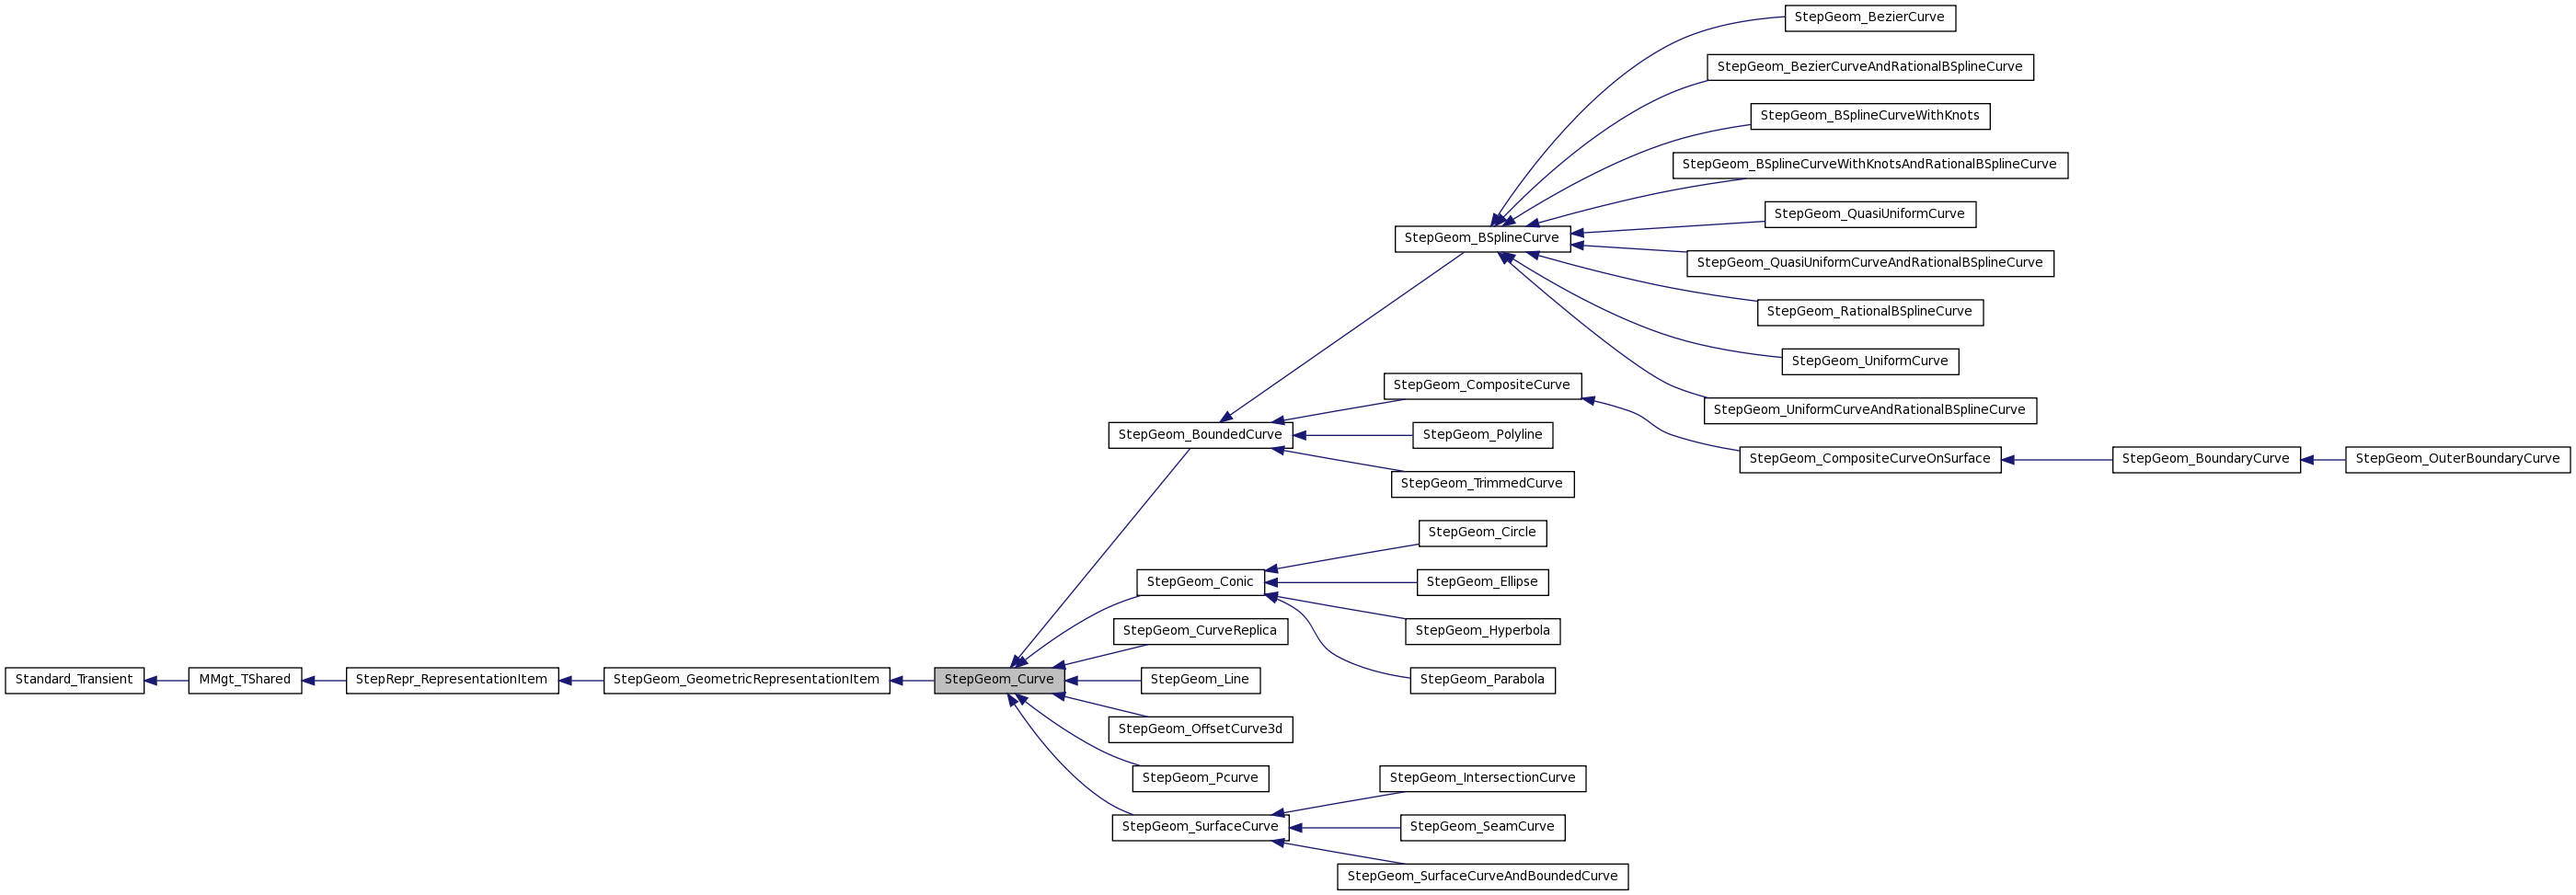 StepGeom_BezierCurve
StepGeom_BezierCurveAndRationalBSplineCurve
StepGeom_BSplineCurveWithKnots
StepGeom_BSplineCurveWithKnotsAndRationalBSplineCurve
StepGeom_QuasiUniformCurve
StepGeom_BSplineCurve
StepGeom_QuasiUniformCurveAndRationalBSplineCurve
StepGeom_RationalBSplineCurve
StepGeom_UniformCurve
StepGeom_CompositeCurve
StepGeom_UniformCurveAndRationalBSplineCurve
StepGeom_BoundedCurve
StepGeom_Polyline
StepGeom_CompositeCurveOnSurface
StepGeom_BoundaryCurve
StepGeom_OuterBoundaryCurve
StepGeom_TrimmedCurve
StepGeom_Circle
StepGeom_Conic
StepGeom_Ellipse
StepGeom_CurveReplica
StepGeom_Hyperbola
Standard_Transient
MMgt_TShared
StepRepr_RepresentationItem
StepGeom_GeometricRepresentationItem
StepGeom_Curve
StepGeom_Line
StepGeom_Parabola
StepGeom_OffsetCurve3d
StepGeom_Pcurve
StepGeom_IntersectionCurve
StepGeom_SurfaceCurve
StepGeom_SeamCurve
StepGeom_SurfaceCurveAndBoundedCurve